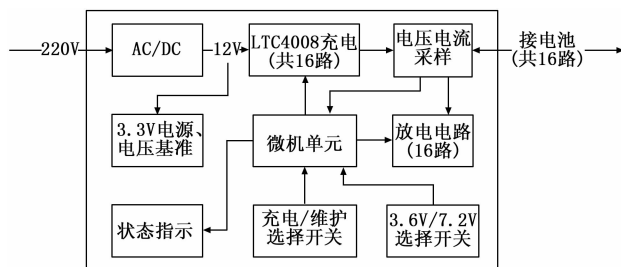 220V
AC/DC
12V
LTC4008充电
(共16路)
电压电流
采样
接电池
(共16路)
3.3V电源、
电压基准
微机单元
放电电路
(16路)
状态指示
充电/维护
选择开关
3.6V/7.2V
选择开关